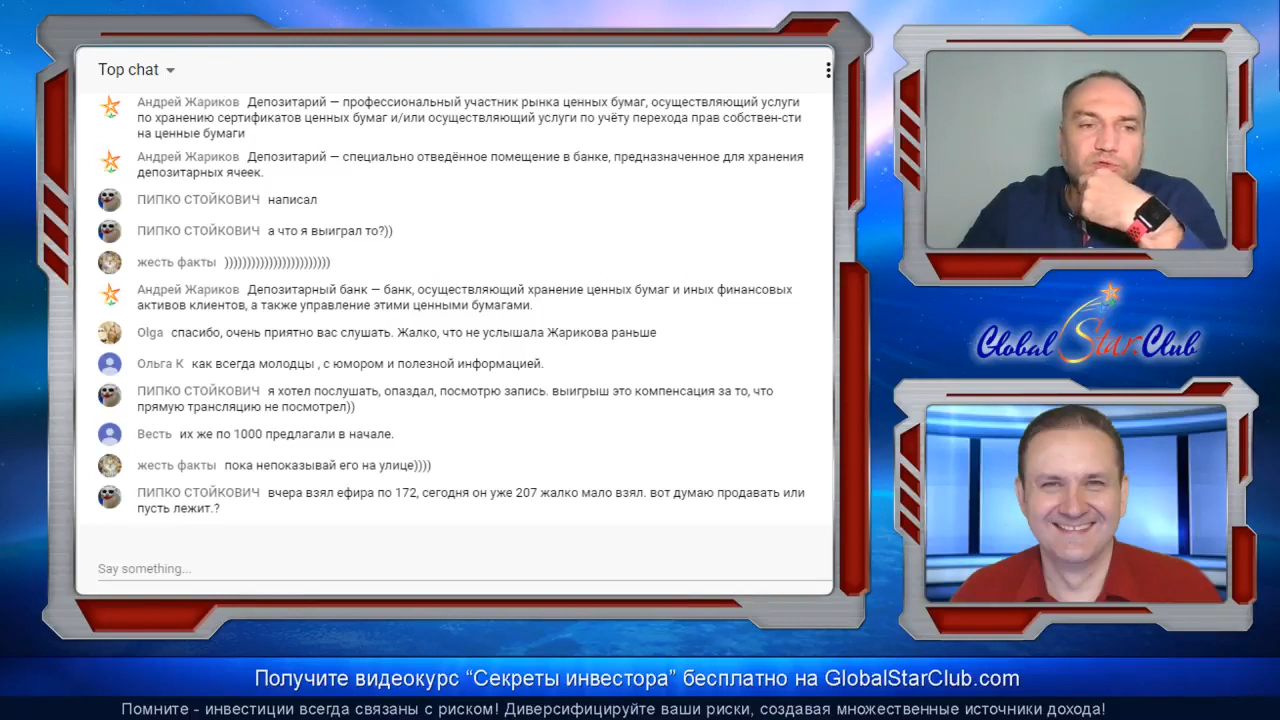 Top chat
Андрей Жариков Депозитарий — профессиональный участник рынка ценных бумаг, осуществляющий услуги
по хранению сертификатов ценных бумаг и/или осуществляющий услуги по учёту перехода прав собствен-сти
на ценные бумаги
Андрей Жариков Депозитарий — специально отведённое помещение в банке, предназначенное для хранения
депозитарных ячеек.
ПИПКО СТОЙКОВИЧ написал
ПИПКО СТОЙКОВИЧ а что я выиграл то?))
жесть факты ))))))))))))))))))))))))
Андрей Жариков Депозитарный банк — банк, осуществляющий хранение ценных бумаг и иных финансовых
активов клиентов, а также управление этими ценными бумагами.
Olga спасибо, очень приятно вас слушать. Жалко, что не услышала Жарикова раньше
Ольга К как всегда молодцы , с юмором и полезной информацией.
ПИПКО СТОЙКОВИЧ я хотел послушать, опаздал, посмотрю запись. выигрыш это компенсация за то, что
прямую трансляцию не посмотрел))
Весть их же по 1000 предлагали в начале.
жесть факты пока непоказывай его на улице))))
ПИПКО СТОЙКОВИЧ вчера взял ефира по 172, сегодня он уже 207 жалко мало взял. вот думаю продавать или
пусть лежит.?
Say something...
Global Star Club
Получите видеокурс “Секреты инвестора” бесплатно на GlobalStarClub.com
Помните - инвестиции всегда связаны с риском! Диверсифицируйте ваши риски, создавая множественные источники дохода!